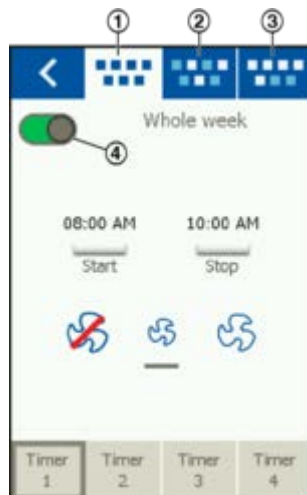 ① ② ③
④
Whole week
08:00 AM 10:00 AM
Start Stop
Timer 1 Timer 2 Timer 3 Timer 4